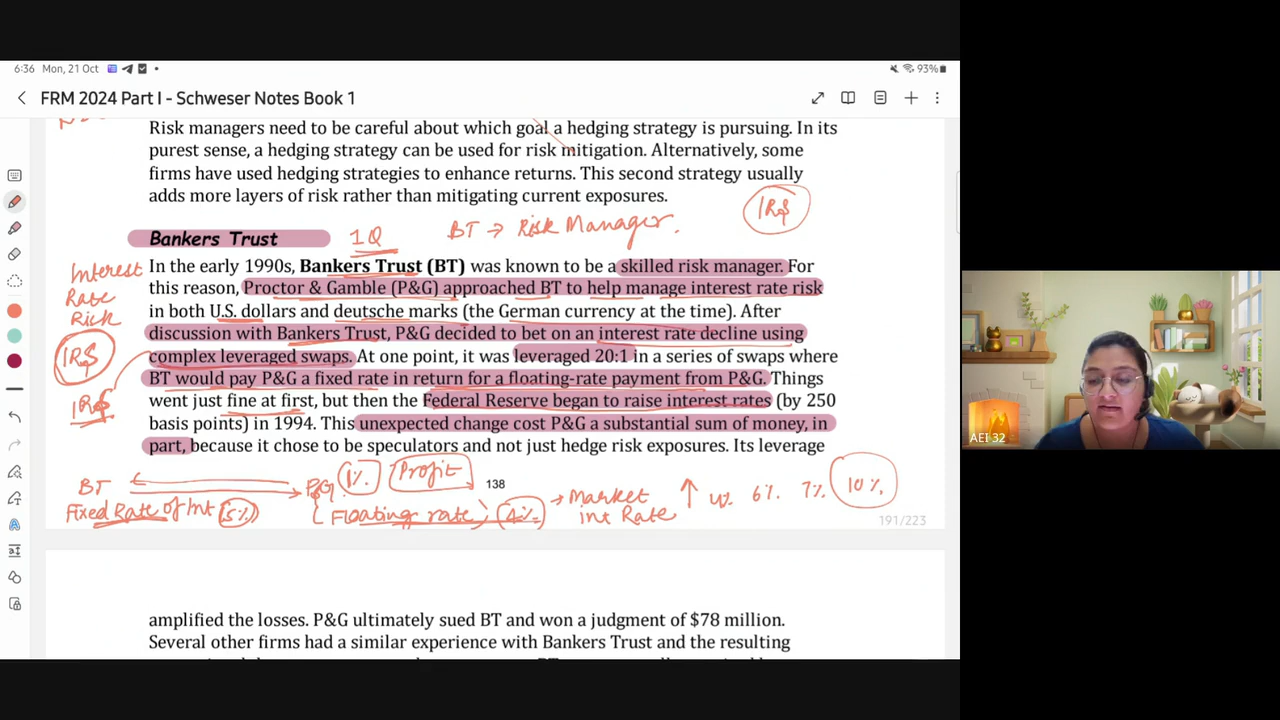 6:36 Mon, 21 Oct
93%
FRM 2024 Part I - Schweser Notes Book 1
Risk managers need to be careful about which goal a hedging strategy is pursuing. In its
purest sense, a hedging strategy can be used for risk mitigation. Alternatively, some
firms have used hedging strategies to enhance returns. This second strategy usually
adds more layers of risk rather than mitigating current exposures.
IRS
Bankers Trust
1Q
BT → Risk Manager.
Interest
Rate
Risk
IRS
IRS
In the early 1990s, Bankers Trust (BT) was known to be a skilled risk manager. For
this reason, Proctor & Gamble (P&G) approached BT to help manage interest rate risk
in both U.S. dollars and deutsche marks (the German currency at the time). After
discussion with Bankers Trust, P&G decided to bet on an interest rate decline using
complex leveraged swaps. At one point, it was leveraged 20:1 in a series of swaps where
BT would pay P&G a fixed rate in return for a floating-rate payment from P&G. Things
went just fine at first, but then the Federal Reserve began to raise interest rates (by 250
basis points) in 1994. This unexpected change cost P&G a substantial sum of money, in
part, because it chose to be speculators and not just hedge risk exposures. Its leverage
BT
P&G 1%. Profit
138
Fixed Rate of Int (5%)
(Floating rate) 4%
→ Market
int Rate
↑
6%. 7%. 10%.
191/223
amplified the losses. P&G ultimately sued BT and won a judgment of $78 million.
Several other firms had a similar experience with Bankers Trust and the resulting
AEI 32